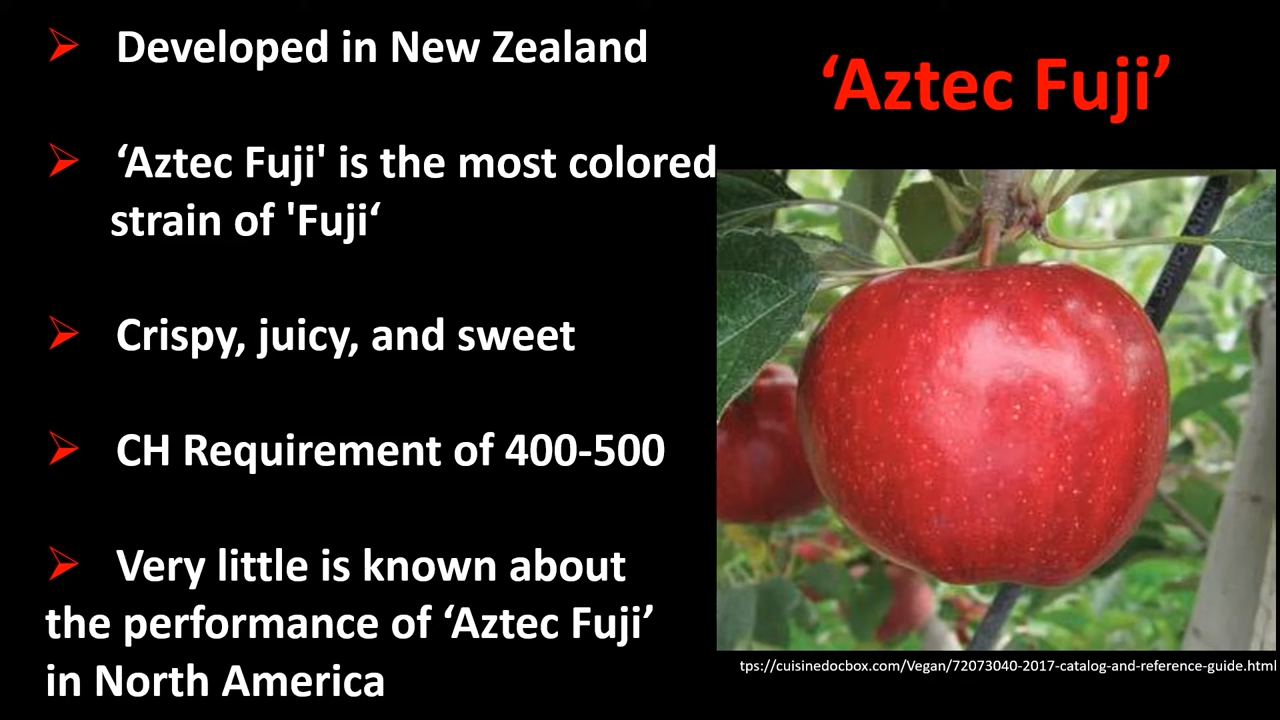 Developed in New Zealand
‘Aztec Fuji' is the most colored
strain of 'Fuji‘
Crispy, juicy, and sweet
CH Requirement of 400-500
Very little is known about
the performance of ‘Aztec Fuji’
in North America
‘Aztec Fuji’
tps://cuisinedocbox.com/Vegan/72073040-2017-catalog-and-reference-guide.html